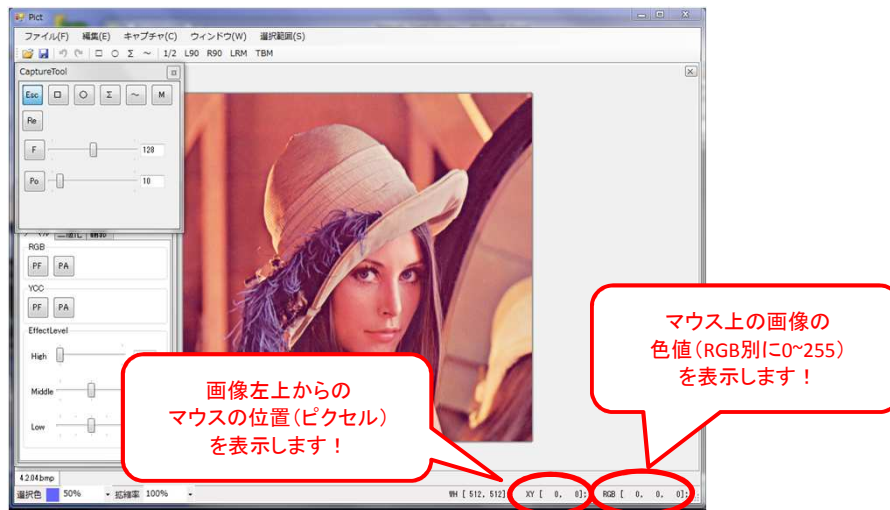 Pict
ファイル(F) 編集(E) キャプチャ(C) ウィンドウ(W) 選択範囲(S)
□ ○ Σ ～ 1/2 L90 R90 LRM TBM
CaptureTool
Esc □ ○ Σ ～ M
Re
F 128
Po 10
RGB
PF PA
YCC
PF PA
EffectLevel
High
Middle
Low
マウス上の画像の
色値（RGB別に0~255）
を表示します！
画像左上からの
マウスの位置（ピクセル）
を表示します！
4.2.04.bmp
選択色 50% 拡縮率 100% WH [ 512, 512] XY [ 0, 0]: RGB [ 0, 0, 0]: